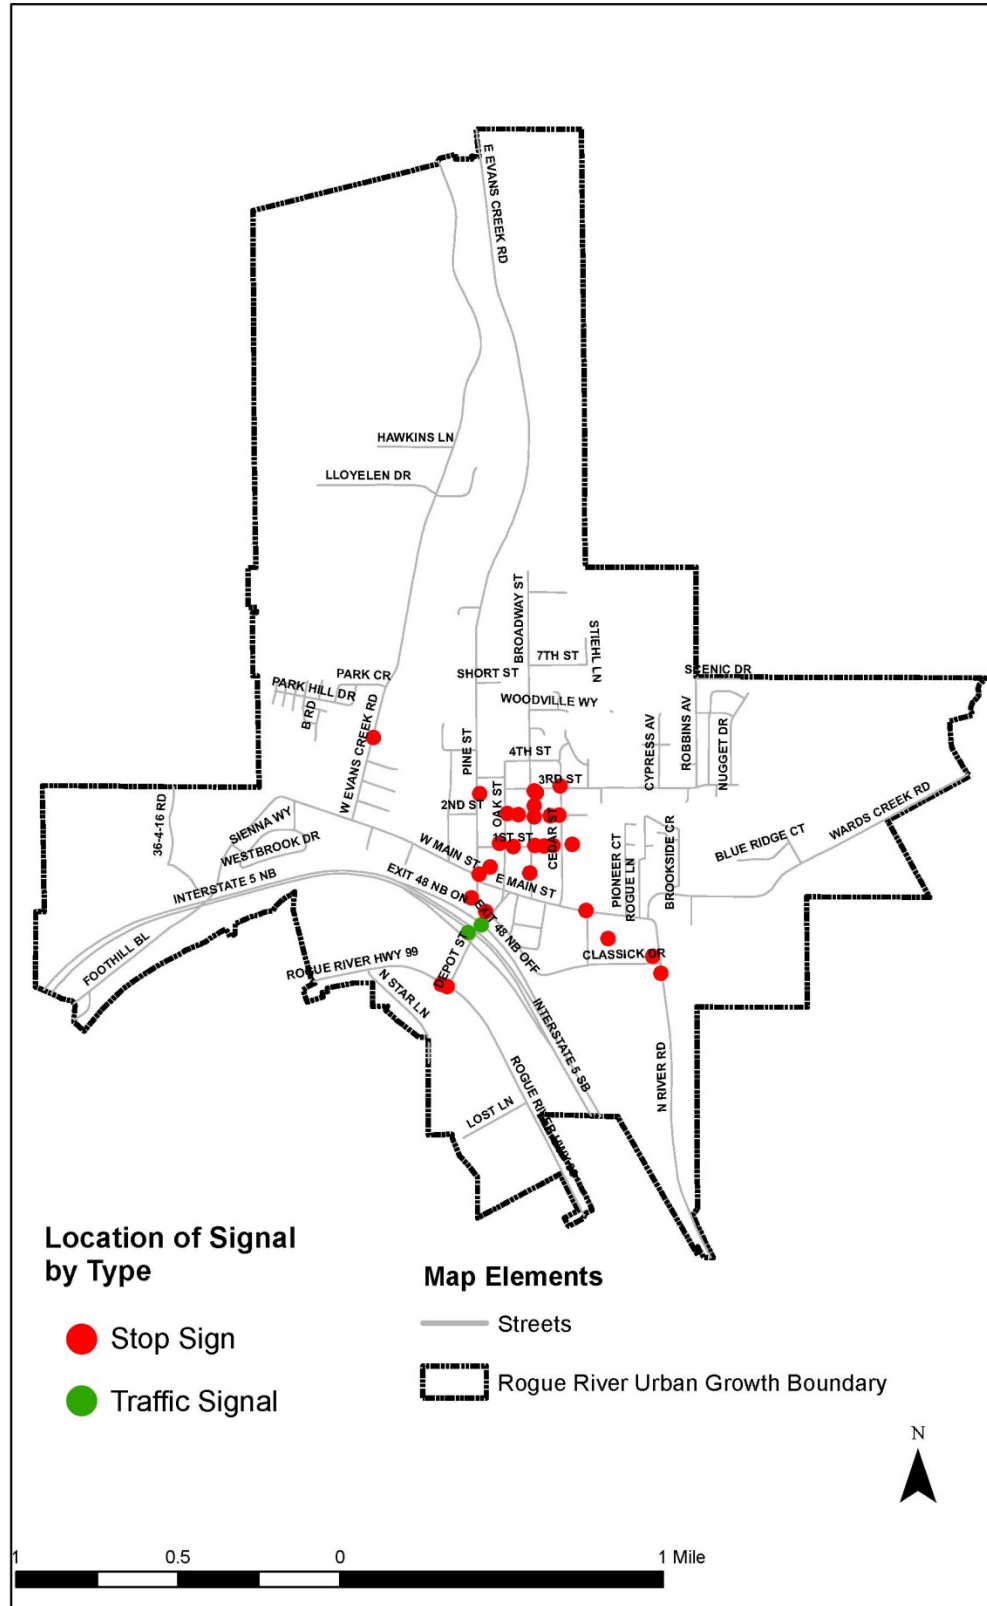 E EVANS CREEK RD
HAWKINS LN
LLOYELEN DR
BROADWAY ST
STIEHL LN
7TH ST
SHORT ST
SCENIC DR
PARK CR
PARK HILL DR
B RD
WOODVILLE WY
W EVANS CREEK RD
PINE ST
4TH ST
CYPRESS AV
ROBBINS AV
NUGGET DR
3RD ST
2ND ST
OAK ST
36-4-16 RD
SIENNA WY
WESTBROOK DR
1ST ST
CEDAR ST
WARDS CREEK RD
BLUE RIDGE CT
PIONEER CT
ROGUE LN
BROOKSIDE CR
W MAIN ST
E MAIN ST
INTERSTATE 5 NB
EXIT 48 NB ON
EXIT 48 NB OFF
FOOTHILL BL
DEPOT ST
CLASSICK DR
ROGUE RIVER HWY 99
N STAR LN
INTERSTATE 5 SB
N RIVER RD
LOST LN
ROGUE RIVER HWY 99
Location of Signal
by Type
Stop Sign
Traffic Signal
Map Elements
Streets
Rogue River Urban Growth Boundary
N
1 0.5 0 1 Mile